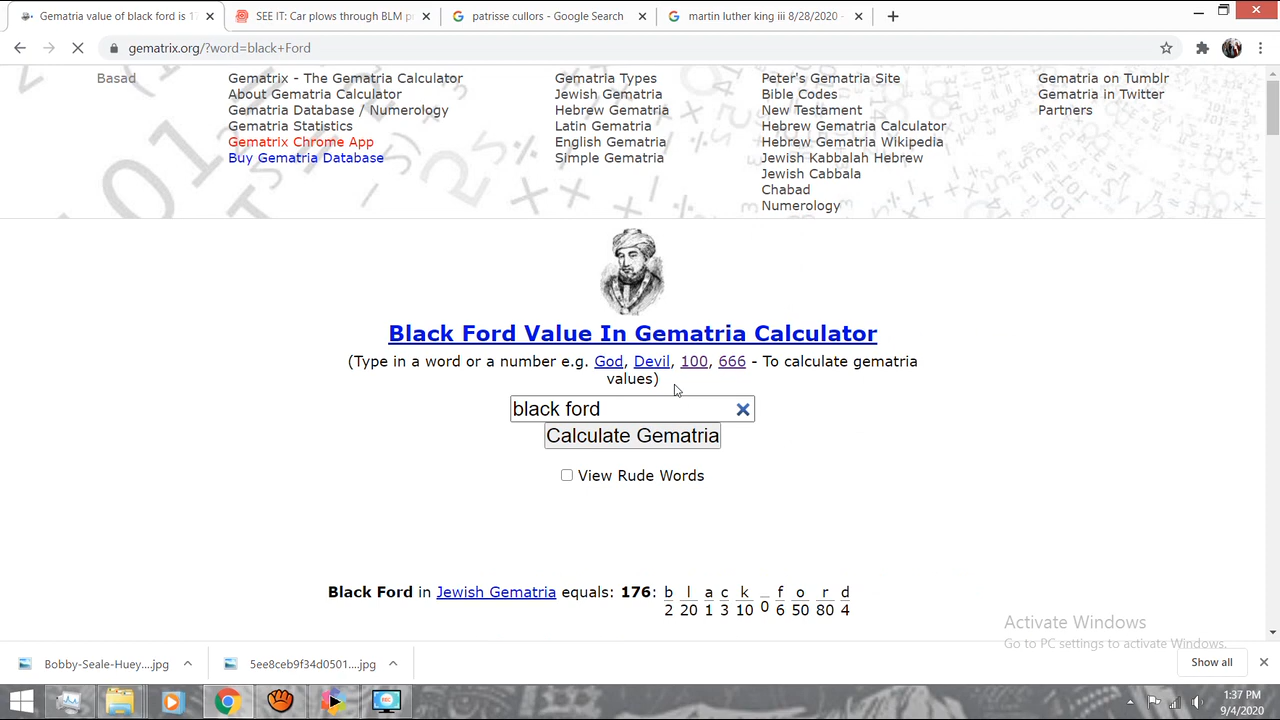 Gematria value of black ford is 1
SEE IT: Car plows through BLM p
patrisse cullors - Google Search
martin luther king iii 8/28/2020 -
gematrix.org/?word=black+Ford
Basad
Gematrix - The Gematria Calculator
About Gematria Calculator
Gematria Database / Numerology
Gematria Statistics
Gematrix Chrome App
Buy Gematria Database
Gematria Types
Jewish Gematria
Hebrew Gematria
Latin Gematria
English Gematria
Simple Gematria
Peter's Gematria Site
Bible Codes
New Testament
Hebrew Gematria Calculator
Hebrew Gematria Wikipedia
Jewish Kabbalah Hebrew
Jewish Cabbala
Chabad
Numerology
Gematria on Tumblr
Gematria in Twitter
Partners
Black Ford Value In Gematria Calculator
(Type in a word or a number e.g. God, Devil, 100, 666 - To calculate gematria
values)
black ford
Calculate Gematria
View Rude Words
Black Ford in Jewish Gematria equals: 176: b l a c k _ f o r d
2 20 1 3 10 0 6 50 80 4
Activate Windows
Go to PC settings to activate Windows.
Bobby-Seale-Huey....jpg
5ee8ceb9f34d0501....jpg
Show all
1:37 PM
9/4/2020